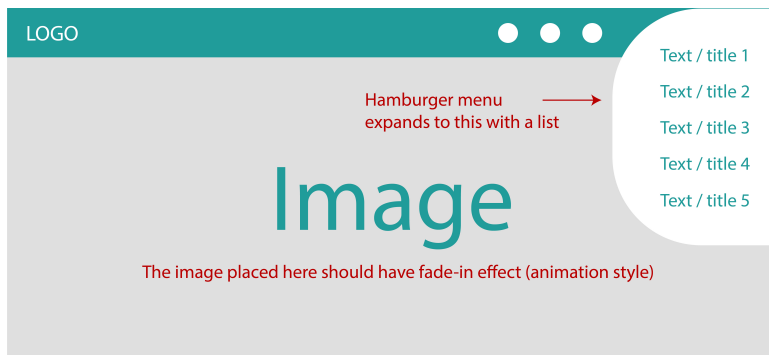 LOGO
Text / title 1
Text / title 2
Hamburger menu
expands to this with a list
Text / title 3
Text / title 4
Text / title 5
Image
The image placed here should have fade-in effect (animation style)